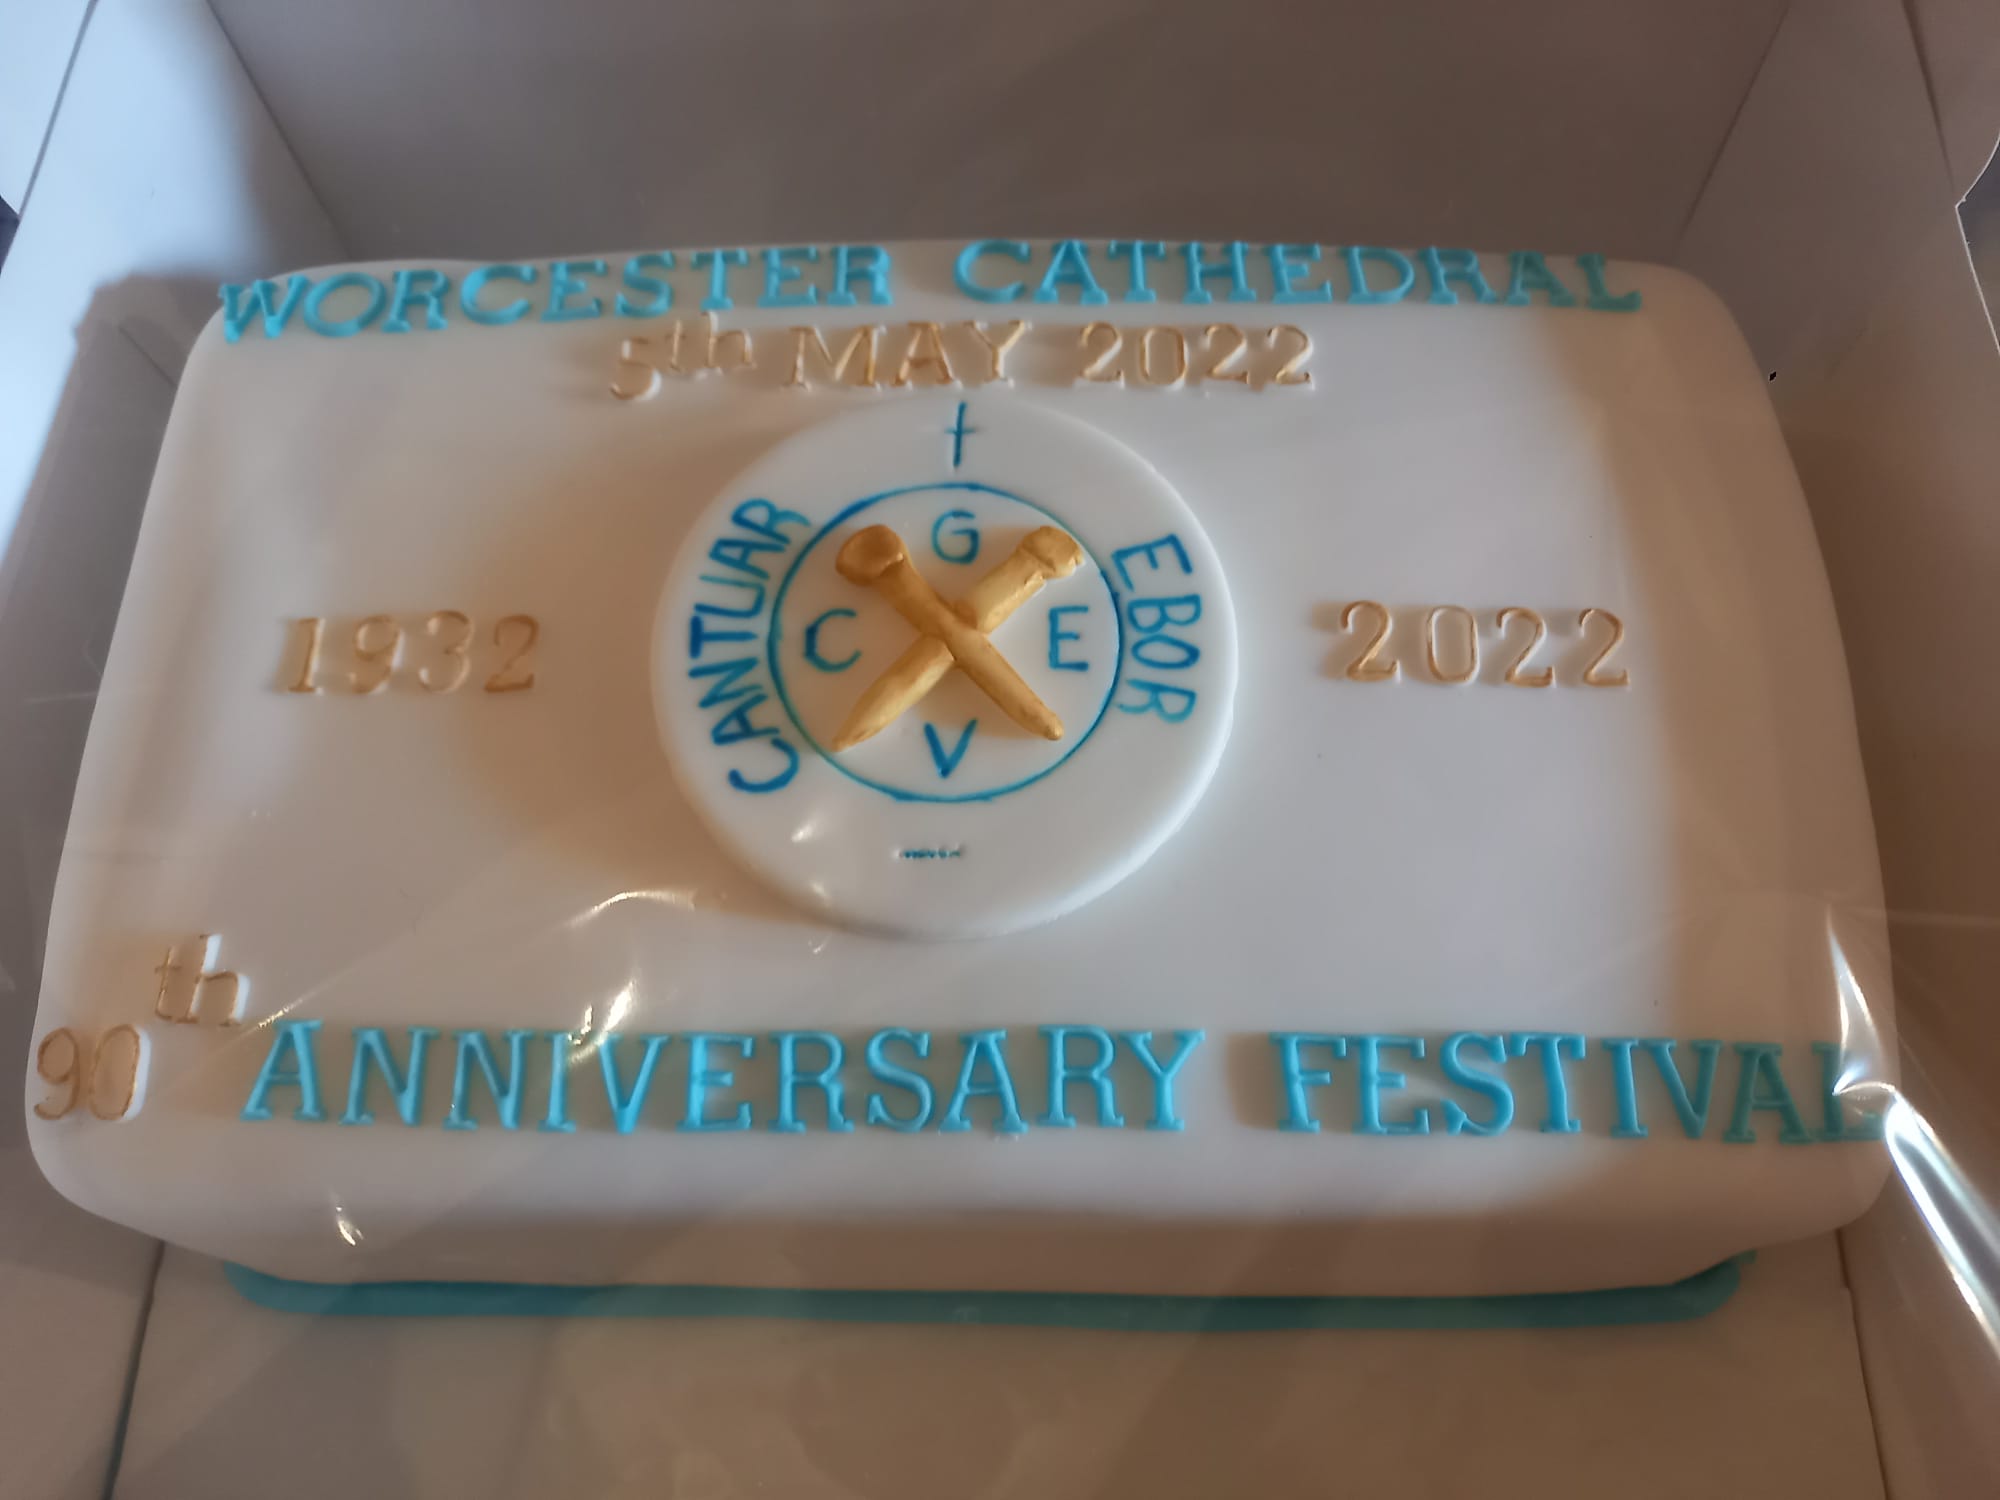 WORCESTER CATHEDRAL
5th MAY 2022
†
CANTUAR
EBOR
G
C E
V
1932
2022
90th ANNIVERSARY FESTIVAL